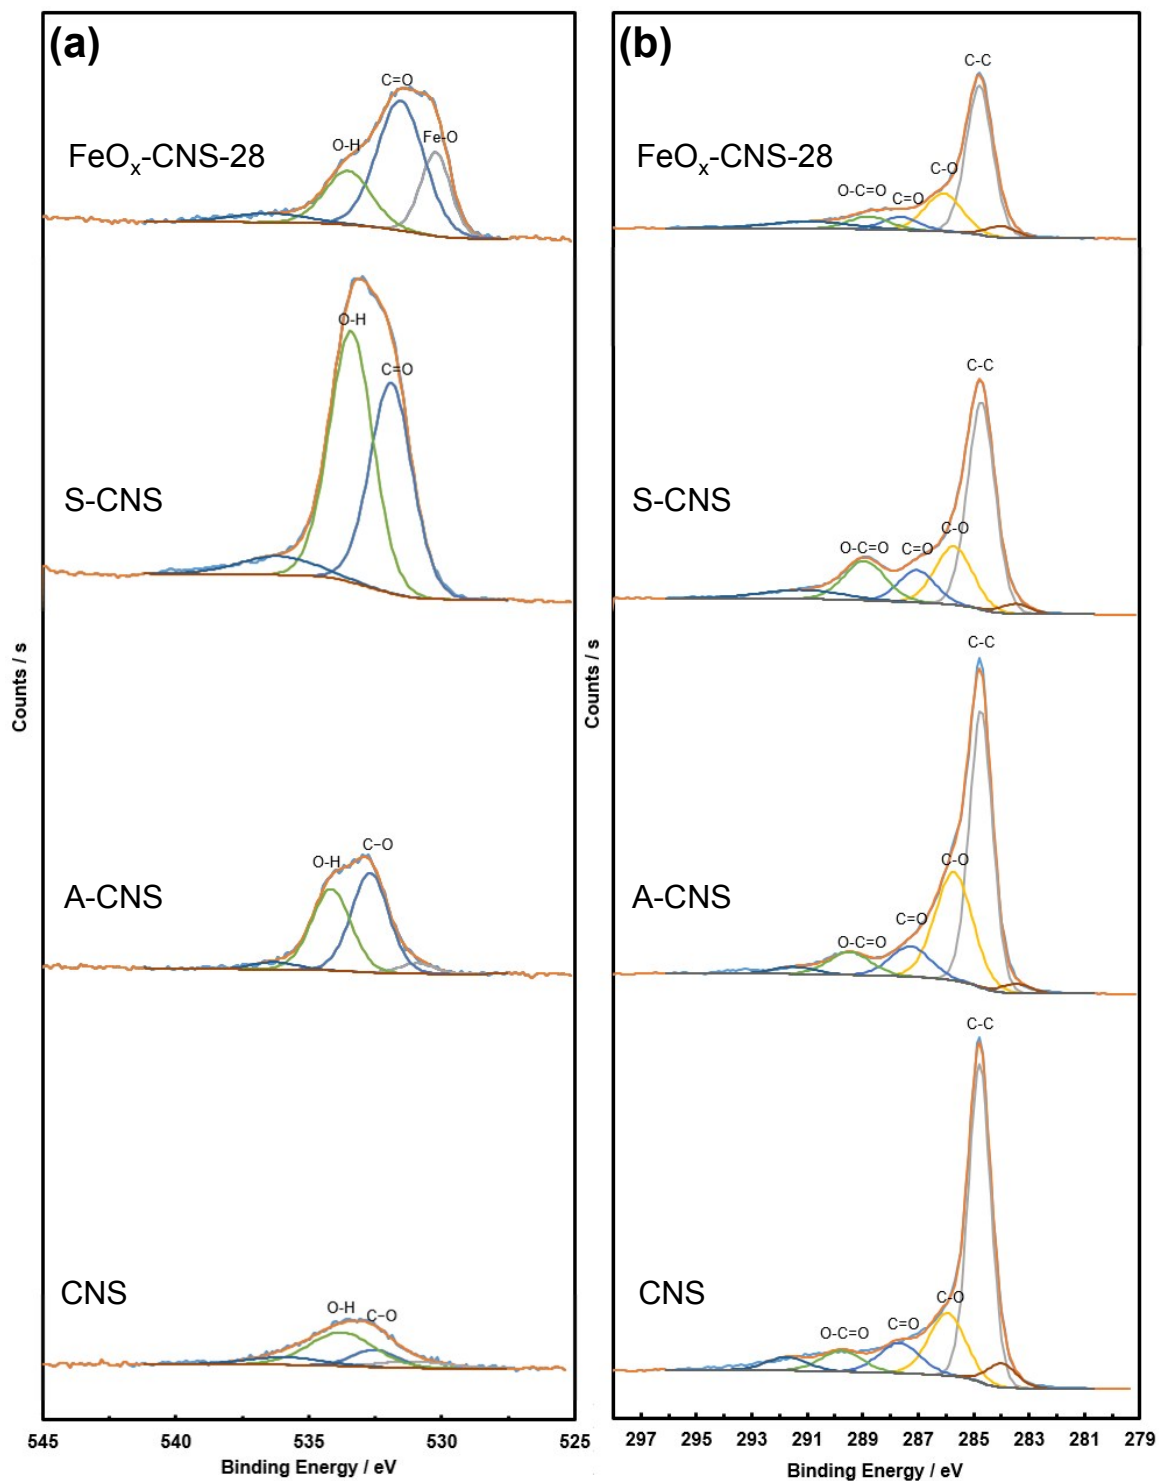 (a)
C=O
Fe-O
O-H
FeOx-CNS-28
O-H
C=O
S-CNS
C−O
O-H
A-CNS
O-H
C−O
CNS
Counts / s
545 540 535 530 525
Binding Energy / eV
(b)
C-C
FeOx-CNS-28
C-O
O-C=O
C=O
C-C
S-CNS
C-O
O-C=O
C=O
C-C
C-O
A-CNS
C=O
O-C=O
C-C
CNS
C-O
C=O
O-C=O
Counts / s
297 295 293 291 289 287 285 283 281 279
Binding Energy / eV